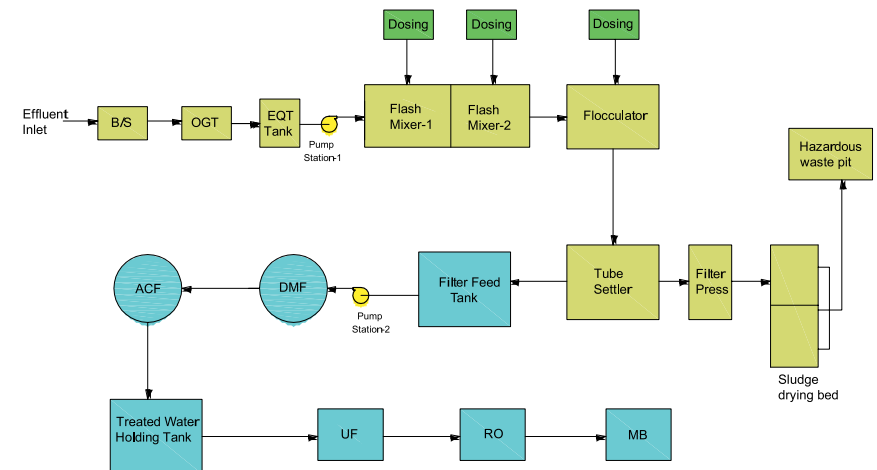 Dosing
Dosing
Dosing
Effluent
Inlet
B/S
OGT
EQT
Tank
Pump
Station-1
Flash
Mixer-1
Flash
Mixer-2
Flocculator
Hazardous
waste pit
ACF
DMF
Pump
Station-2
Filter Feed
Tank
Tube
Settler
Filter
Press
Sludge
drying bed
Treated Water
Holding Tank
UF
RO
MB